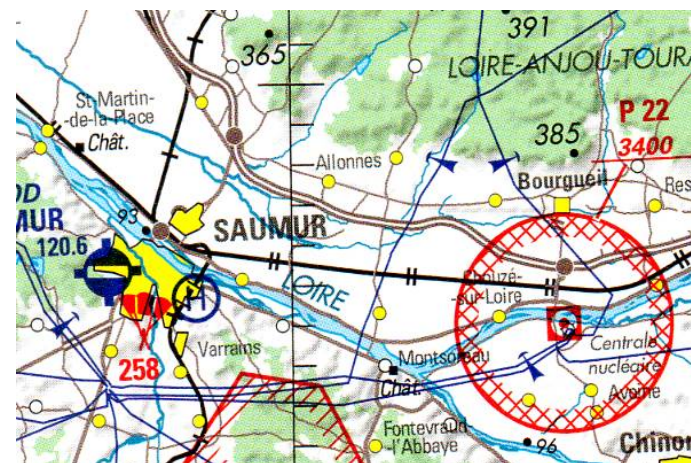 391
365
LOIRE-ANJOU-TOURA
P 22
3400
385
St-Martin-
-de-la-Place
Chât.
Allonnes
Bourgueil
Res
OD
MUR
120.6
93
SAUMUR
LOIRE
Chouzé-
-sur-Loire
H
Centrale
nucléaire
Varrains
258
Montsoreau
Chât.
Avoine
Fontevraud
-l'Abbaye
96
Chinon